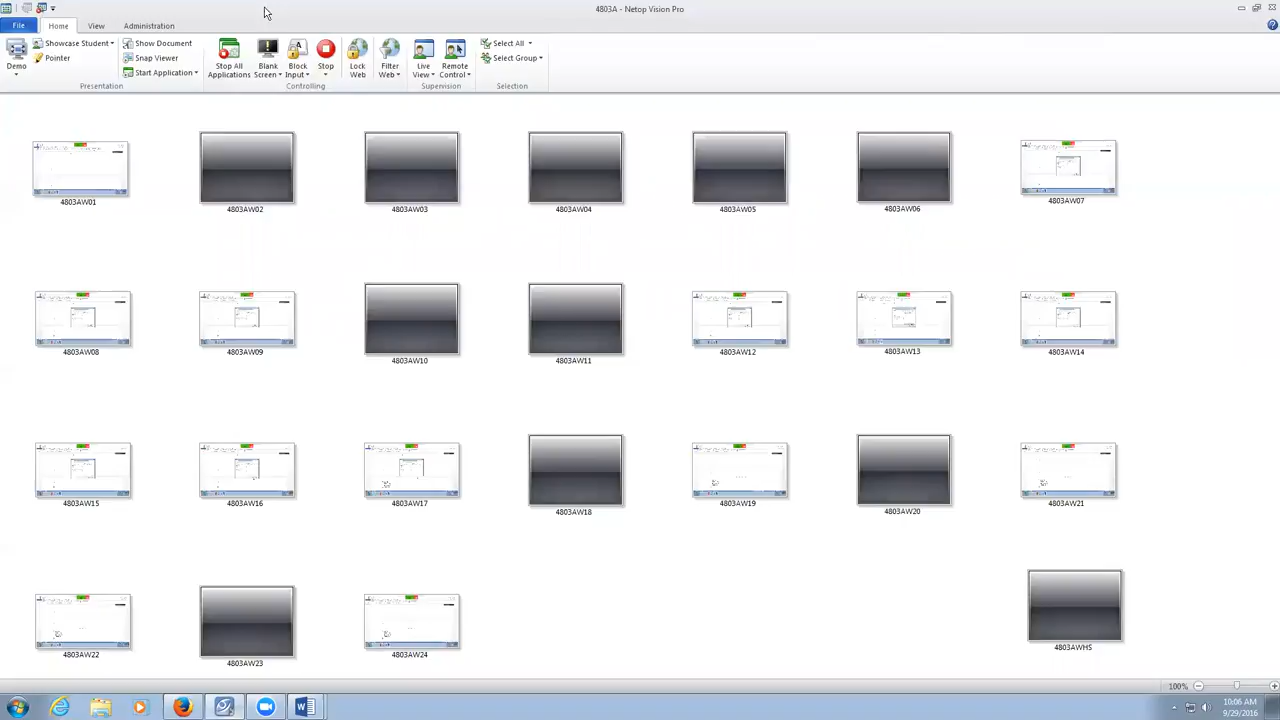 4803A - Netop Vision Pro
File Home View Administration
Demo
Showcase Student
Pointer
Show Document
Snap Viewer
Start Application
Presentation
Stop All Applications
Blank Screen
Block Input
Stop
Lock Web
Filter Web
Controlling
Live View
Remote Control
Supervision
Select All
Select Group
Selection
4803AW01 4803AW02 4803AW03 4803AW04 4803AW05 4803AW06 4803AW07
4803AW08 4803AW09 4803AW10 4803AW11 4803AW12 4803AW13 4803AW14
4803AW15 4803AW16 4803AW17 4803AW18 4803AW19 4803AW20 4803AW21
4803AW22 4803AW23 4803AW24 4803AWHS
100%
10:06 AM
9/29/2016